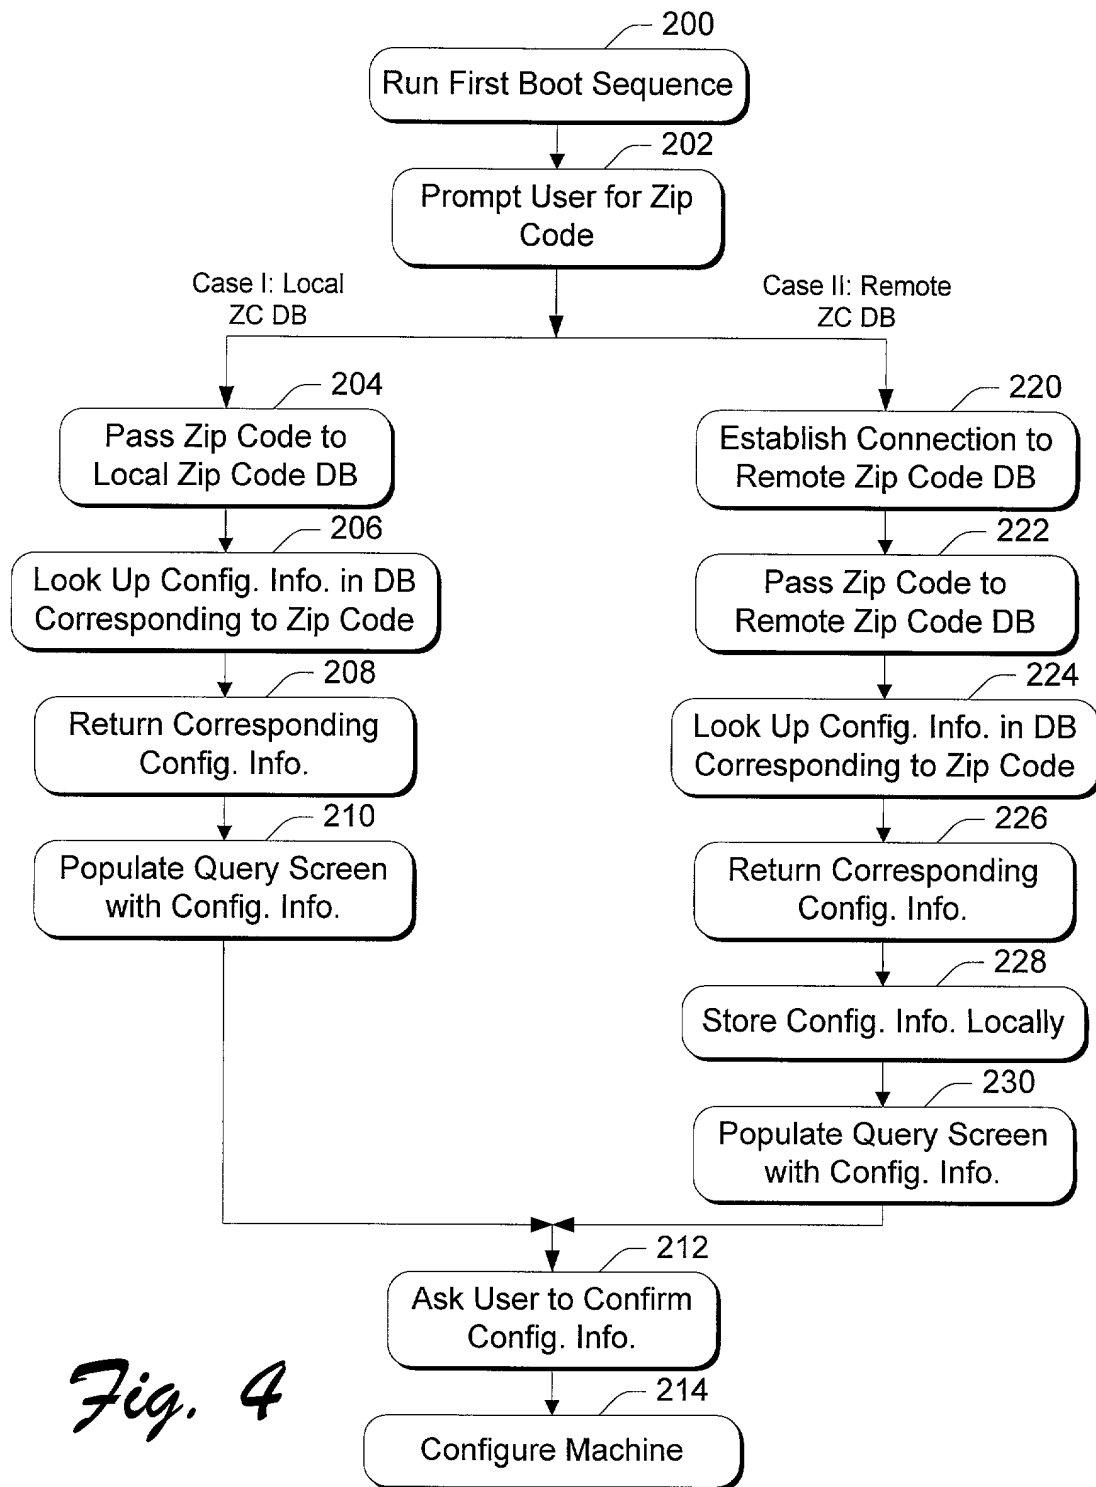 200
Run First Boot Sequence
202
Prompt User for Zip
Code
Case I: Local
ZC DB
Case II: Remote
ZC DB
204
Pass Zip Code to
Local Zip Code DB
206
Look Up Config. Info. in DB
Corresponding to Zip Code
208
Return Corresponding
Config. Info.
210
Populate Query Screen
with Config. Info.
220
Establish Connection to
Remote Zip Code DB
222
Pass Zip Code to
Remote Zip Code DB
224
Look Up Config. Info. in DB
Corresponding to Zip Code
226
Return Corresponding
Config. Info.
228
Store Config. Info. Locally
230
Populate Query Screen
with Config. Info.
212
Ask User to Confirm
Config. Info.
214
Configure Machine
Fig. 4